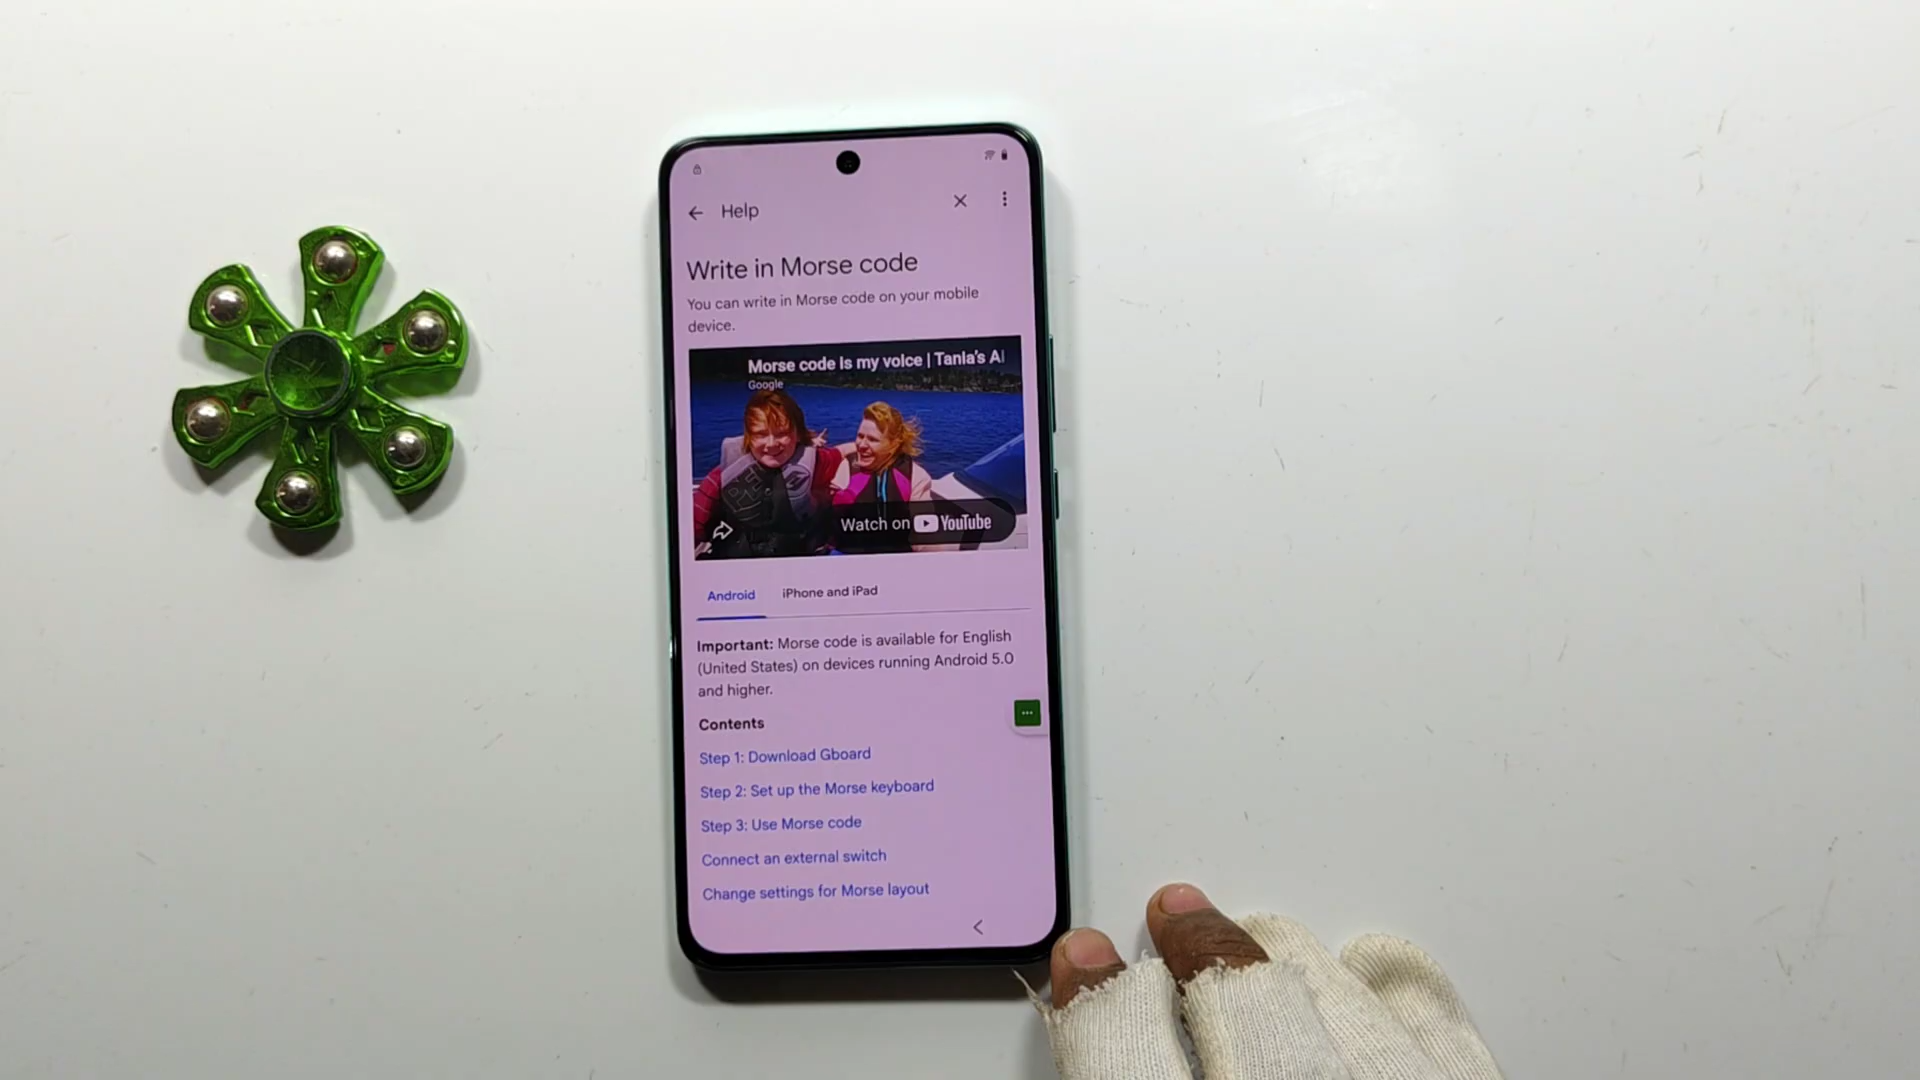 Help
Write in Morse code
You can write in Morse code on your mobile
device.
Morse code is my voice | Tania's A
Google
Watch on YouTube
Android
iPhone and iPad
Important: Morse code is available for English
(United States) on devices running Android 5.0
and higher.
Contents
Step 1: Download Gboard
Step 2: Set up the Morse keyboard
Step 3: Use Morse code
Connect an external switch
Change settings for Morse layout